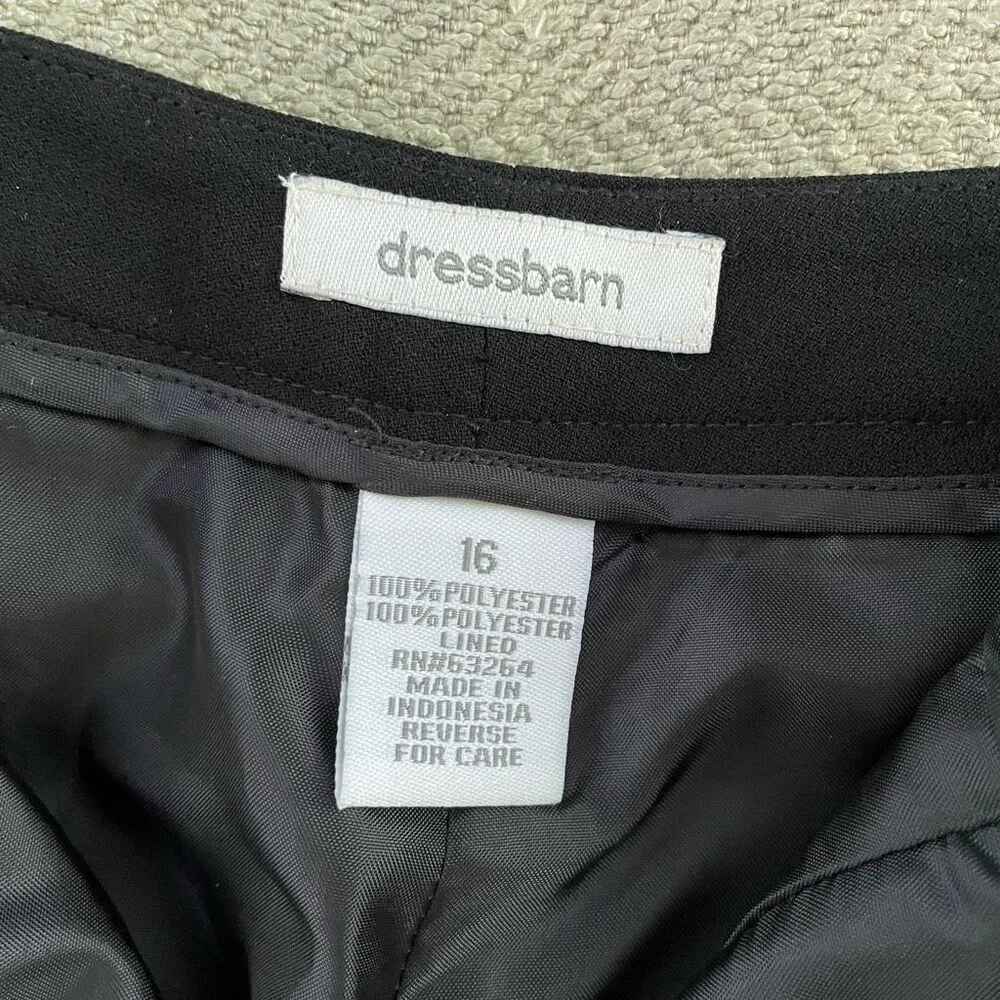 dressbarn
16
100% POLYESTER
100% POLYESTER
LINED
RN#63264
MADE IN
INDONESIA
REVERSE
FOR CARE